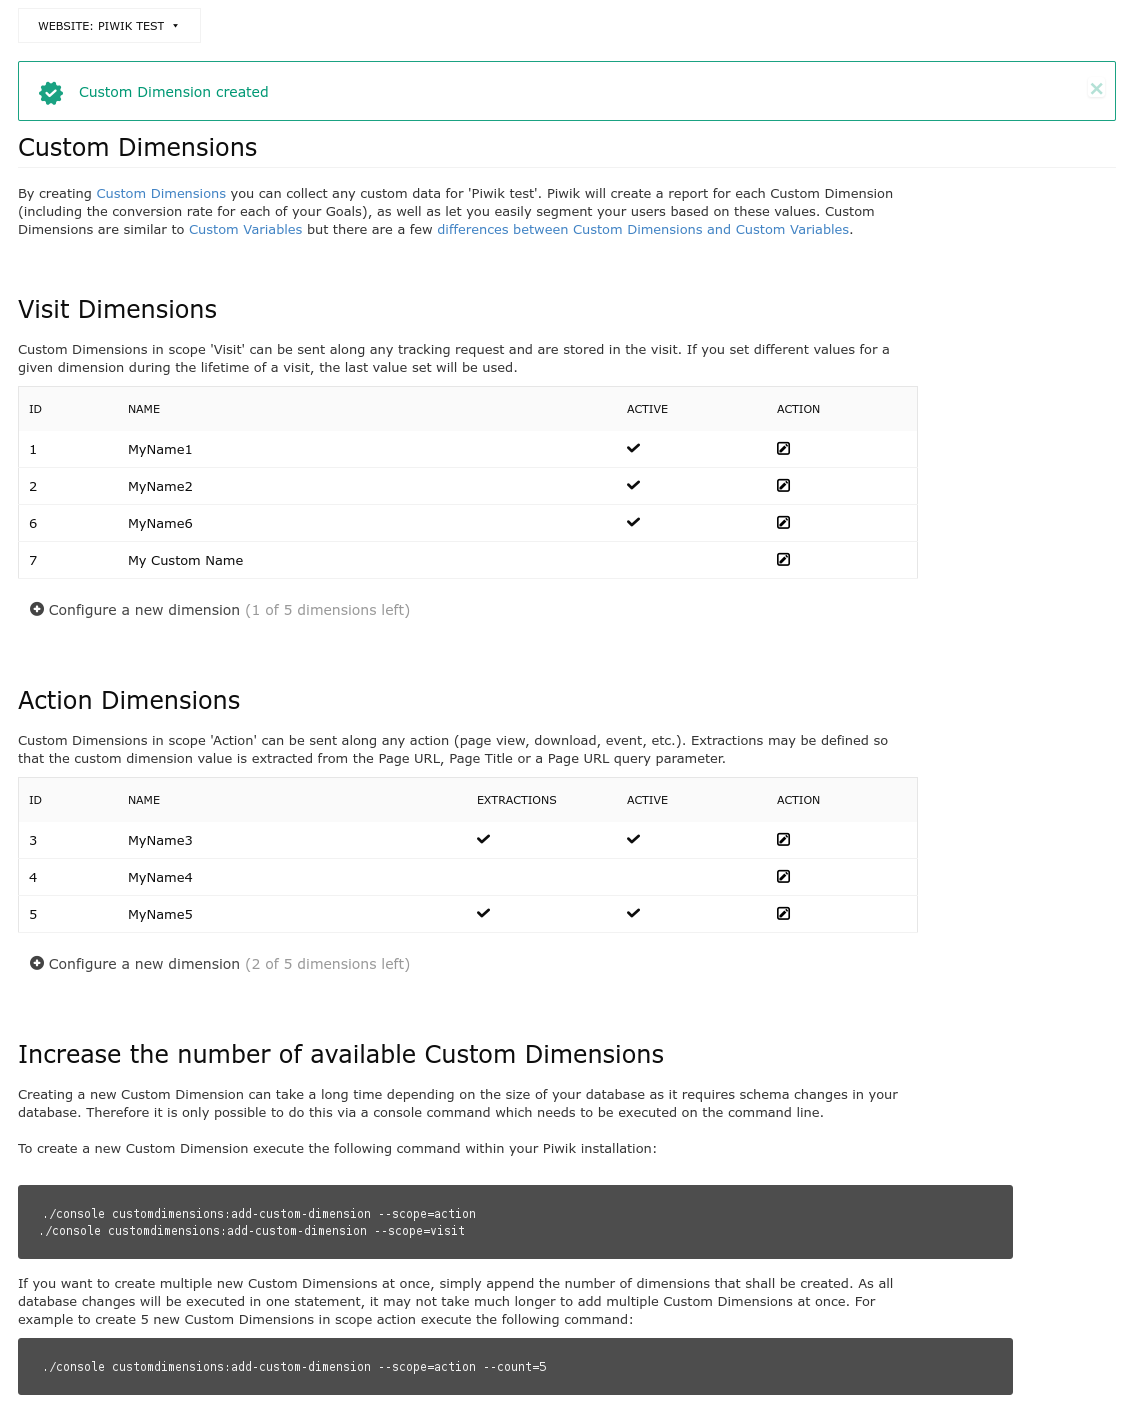 WEBSITE: PIWIK TEST
Custom Dimension created
Custom Dimensions
By creating Custom Dimensions you can collect any custom data for 'Piwik test'. Piwik will create a report for each Custom Dimension
(including the conversion rate for each of your Goals), as well as let you easily segment your users based on these values. Custom
Dimensions are similar to Custom Variables but there are a few differences between Custom Dimensions and Custom Variables.
Visit Dimensions
Custom Dimensions in scope 'Visit' can be sent along any tracking request and are stored in the visit. If you set different values for a
given dimension during the lifetime of a visit, the last value set will be used.
ID NAME ACTIVE ACTION
1 MyName1
2 MyName2
6 MyName6
7 My Custom Name
Configure a new dimension (1 of 5 dimensions left)
Action Dimensions
Custom Dimensions in scope 'Action' can be sent along any action (page view, download, event, etc.). Extractions may be defined so
that the custom dimension value is extracted from the Page URL, Page Title or a Page URL query parameter.
ID NAME EXTRACTIONS ACTIVE ACTION
3 MyName3
4 MyName4
5 MyName5
Configure a new dimension (2 of 5 dimensions left)
Increase the number of available Custom Dimensions
Creating a new Custom Dimension can take a long time depending on the size of your database as it requires schema changes in your
database. Therefore it is only possible to do this via a console command which needs to be executed on the command line.
To create a new Custom Dimension execute the following command within your Piwik installation:
./console customdimensions:add-custom-dimension --scope=action
./console customdimensions:add-custom-dimension --scope=visit
If you want to create multiple new Custom Dimensions at once, simply append the number of dimensions that shall be created. As all
database changes will be executed in one statement, it may not take much longer to add multiple Custom Dimensions at once. For
example to create 5 new Custom Dimensions in scope action execute the following command:
./console customdimensions:add-custom-dimension --scope=action --count=5